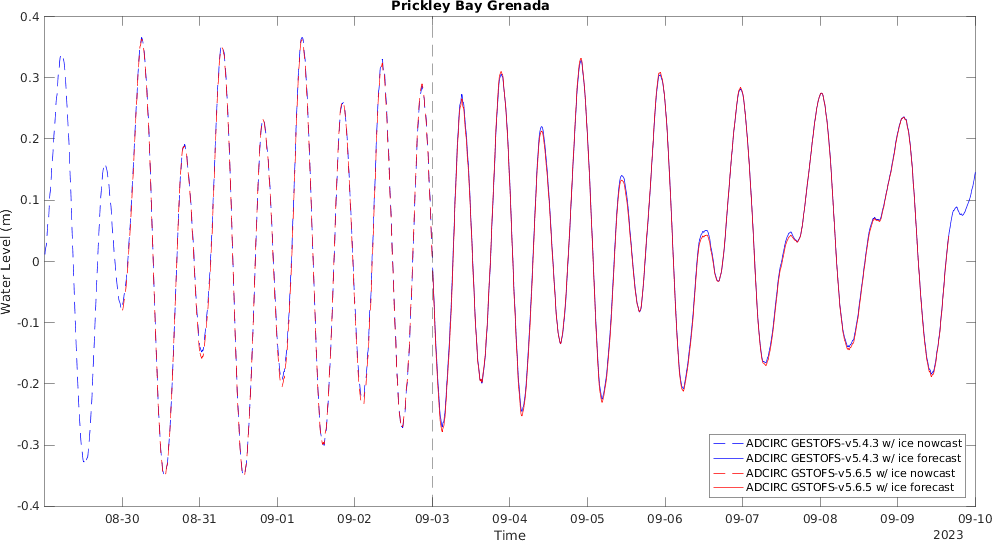 Prickley Bay Grenada
0.4
0.3
0.2
0.1
0
-0.1
-0.2
-0.3
-0.4
Water Level (m)
ADCIRC GESTOFS-v5.4.3 w/ ice nowcast
ADCIRC GESTOFS-v5.4.3 w/ ice forecast
ADCIRC GSTOFS-v5.6.5 w/ ice nowcast
ADCIRC GSTOFS-v5.6.5 w/ ice forecast
08-30 08-31 09-01 09-02 09-03 09-04 09-05 09-06 09-07 09-08 09-09 09-10
Time
2023